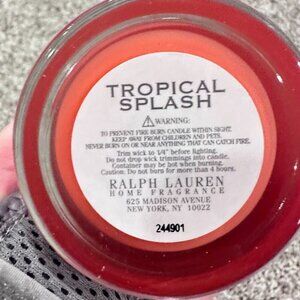 TROPICAL
SPLASH
⚠ WARNING:
TO PREVENT FIRE BURN CANDLE WITHIN SIGHT.
KEEP AWAY FROM CHILDREN AND PETS.
NEVER BURN ON OR NEAR ANYTHING THAT CAN CATCH FIRE.
Trim wick to 1/4" before lighting.
Do not drop wick trimmings into candle.
Container may be hot when burning.
Caution: Do not burn for more than 4 hours.
RALPH LAUREN
HOME FRAGRANCE
625 MADISON AVENUE
NEW YORK, NY 10022
244901